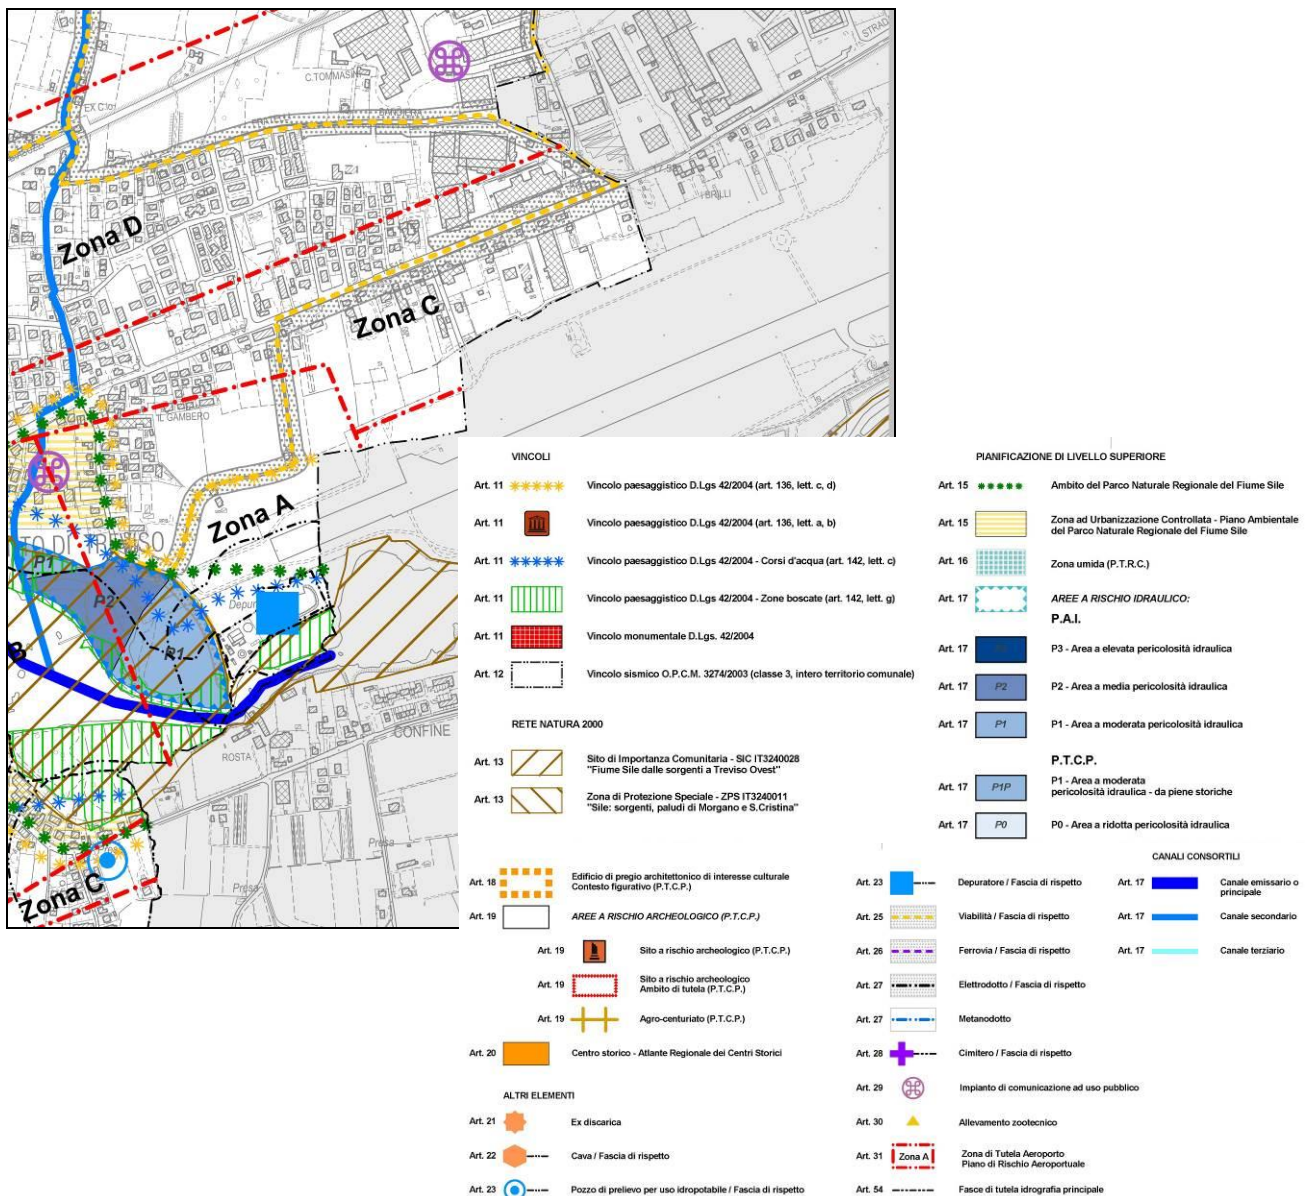 STRAD
C.TOMMASINI
EX C.
VIA
BANDIERA
Zona D
I BRILLI
Zona C
IL GAMBERO
Zona A
TO DI TREVISO
P1
P2
Depur
P1
B
CONFINE
ROSTA
Presa
Presa
Zona C
VINCOLI
Art. 11 Vincolo paesaggistico D.Lgs 42/2004 (art. 136, lett. c, d)
Art. 11 Vincolo paesaggistico D.Lgs 42/2004 (art. 136, lett. a, b)
Art. 11 Vincolo paesaggistico D.Lgs 42/2004 - Corsi d'acqua (art. 142, lett. c)
Art. 11 Vincolo paesaggistico D.Lgs 42/2004 - Zone boscate (art. 142, lett. g)
Art. 11 Vincolo monumentale D.Lgs. 42/2004
Art. 12 Vincolo sismico O.P.C.M. 3274/2003 (classe 3, intero territorio comunale)
RETE NATURA 2000
Art. 13 Sito di Importanza Comunitaria - SIC IT3240028
"Fiume Sile dalle sorgenti a Treviso Ovest"
Art. 13 Zona di Protezione Speciale - ZPS IT3240011
"Sile: sorgenti, paludi di Morgano e S.Cristina"
PIANIFICAZIONE DI LIVELLO SUPERIORE
Art. 15 Ambito del Parco Naturale Regionale del Fiume Sile
Art. 15 Zona ad Urbanizzazione Controllata - Piano Ambientale
del Parco Naturale Regionale del Fiume Sile
Art. 16 Zona umida (P.T.R.C.)
Art. 17 AREE A RISCHIO IDRAULICO:
P.A.I.
Art. 17 P3 - Area a elevata pericolosità idraulica
Art. 17 P2 P2 - Area a media pericolosità idraulica
Art. 17 P1 P1 - Area a moderata pericolosità idraulica
P.T.C.P.
Art. 17 P1P P1 - Area a moderata
pericolosità idraulica - da piene storiche
Art. 17 P0 P0 - Area a ridotta pericolosità idraulica
Art. 18 Edificio di pregio architettonico di interesse culturale
Contesto figurativo (P.T.C.P.)
Art. 19 AREE A RISCHIO ARCHEOLOGICO (P.T.C.P.)
Art. 19 Sito a rischio archeologico (P.T.C.P.)
Art. 19 Sito a rischio archeologico
Ambito di tutela (P.T.C.P.)
Art. 19 Agro-centuriato (P.T.C.P.)
Art. 20 Centro storico - Atlante Regionale dei Centri Storici
ALTRI ELEMENTI
Art. 21 Ex discarica
Art. 22 Cava / Fascia di rispetto
Art. 23 Pozzo di prelievo per uso idropotabile / Fascia di rispetto
Art. 23 Depuratore / Fascia di rispetto
Art. 25 Viabilità / Fascia di rispetto
Art. 26 Ferrovia / Fascia di rispetto
Art. 27 Elettrodotto / Fascia di rispetto
Art. 27 Metanodotto
Art. 28 Cimitero / Fascia di rispetto
Art. 29 Impianto di comunicazione ad uso pubblico
Art. 30 Allevamento zootecnico
Art. 31 Zona A Zona di Tutela Aeroporto
Piano di Rischio Aeroportuale
Art. 54 Fasce di tutela idrografia principale
CANALI CONSORTILI
Art. 17 Canale emissario o
principale
Art. 17 Canale secondario
Art. 17 Canale terziario